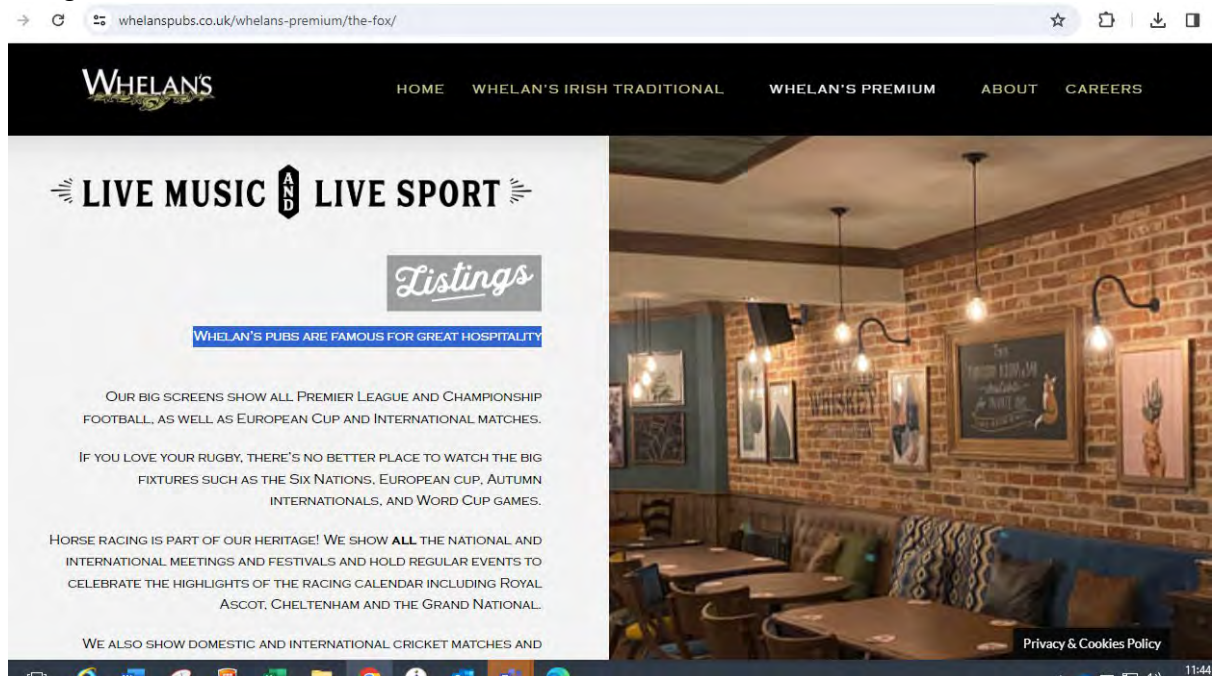 whelanspubs.co.uk/whelans-premium/the-fox/
WHELAN'S
HOME WHELAN'S IRISH TRADITIONAL WHELAN'S PREMIUM ABOUT CAREERS
LIVE MUSIC AND LIVE SPORT
Listings
WHELAN'S PUBS ARE FAMOUS FOR GREAT HOSPITALITY
OUR BIG SCREENS SHOW ALL PREMIER LEAGUE AND CHAMPIONSHIP
FOOTBALL, AS WELL AS EUROPEAN CUP AND INTERNATIONAL MATCHES.
IF YOU LOVE YOUR RUGBY, THERE'S NO BETTER PLACE TO WATCH THE BIG
FIXTURES SUCH AS THE SIX NATIONS, EUROPEAN CUP, AUTUMN
INTERNATIONALS, AND WORD CUP GAMES.
HORSE RACING IS PART OF OUR HERITAGE! WE SHOW ALL THE NATIONAL AND
INTERNATIONAL MEETINGS AND FESTIVALS AND HOLD REGULAR EVENTS TO
CELEBRATE THE HIGHLIGHTS OF THE RACING CALENDAR INCLUDING ROYAL
ASCOT, CHELTENHAM AND THE GRAND NATIONAL.
WE ALSO SHOW DOMESTIC AND INTERNATIONAL CRICKET MATCHES AND
WHISKEY
Privacy & Cookies Policy
11:44